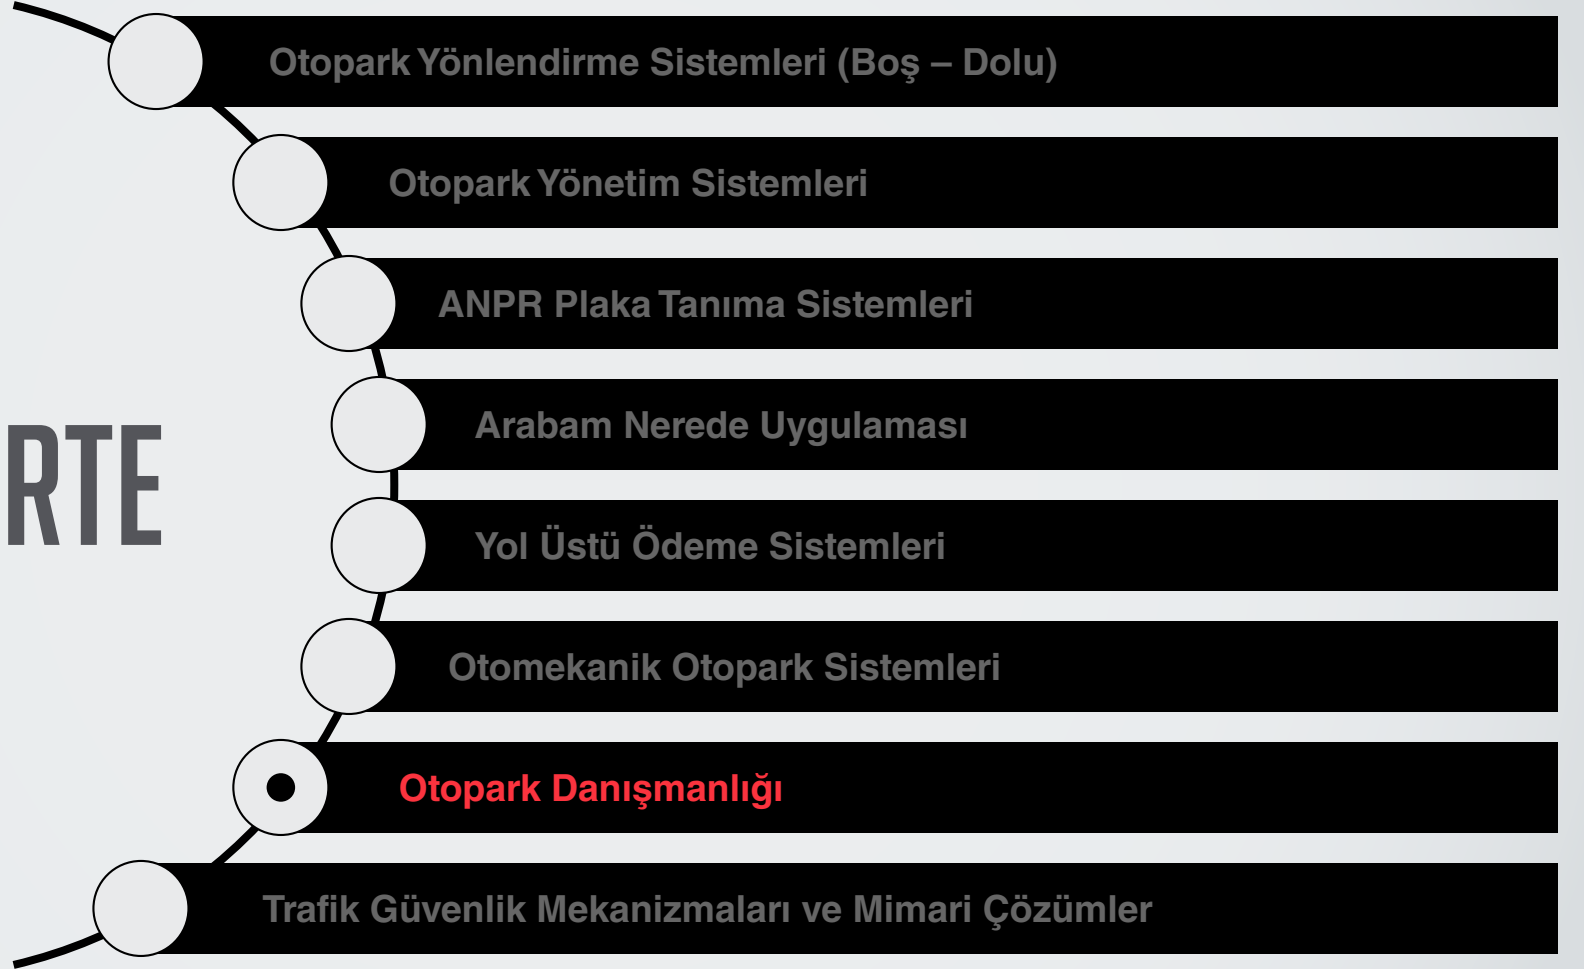 Otopark Yönlendirme Sistemleri (Boş – Dolu)
Otopark Yönetim Sistemleri
ANPR Plaka Tanıma Sistemleri
Arabam Nerede Uygulaması
RTE
Yol Üstü Ödeme Sistemleri
Otomekanik Otopark Sistemleri
Otopark Danışmanlığı
Trafik Güvenlik Mekanizmaları ve Mimari Çözümler